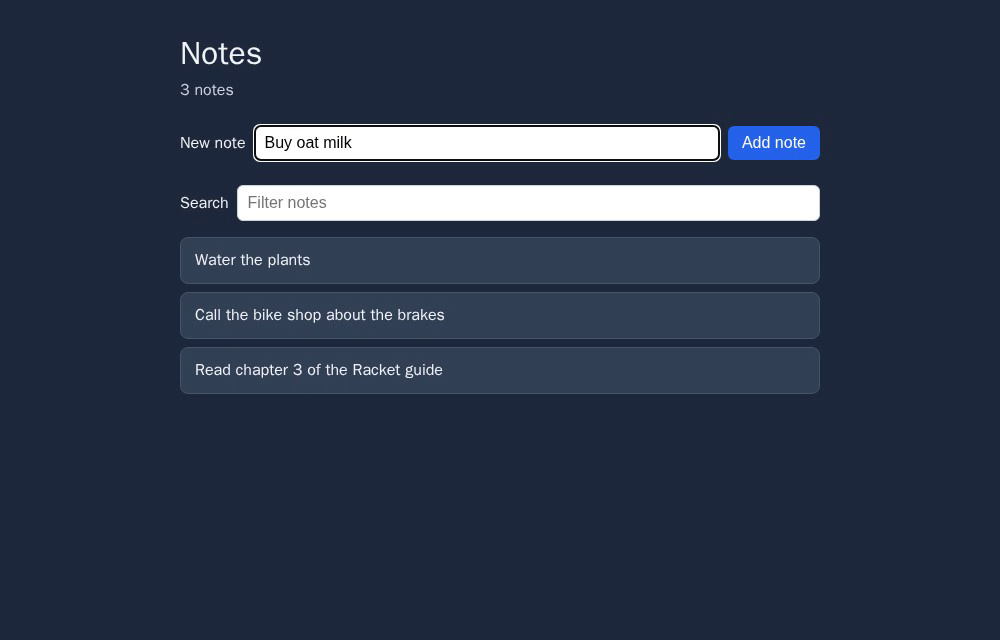 Notes
3 notes
New note Buy oat milk Add note
Search Filter notes
Water the plants
Call the bike shop about the brakes
Read chapter 3 of the Racket guide